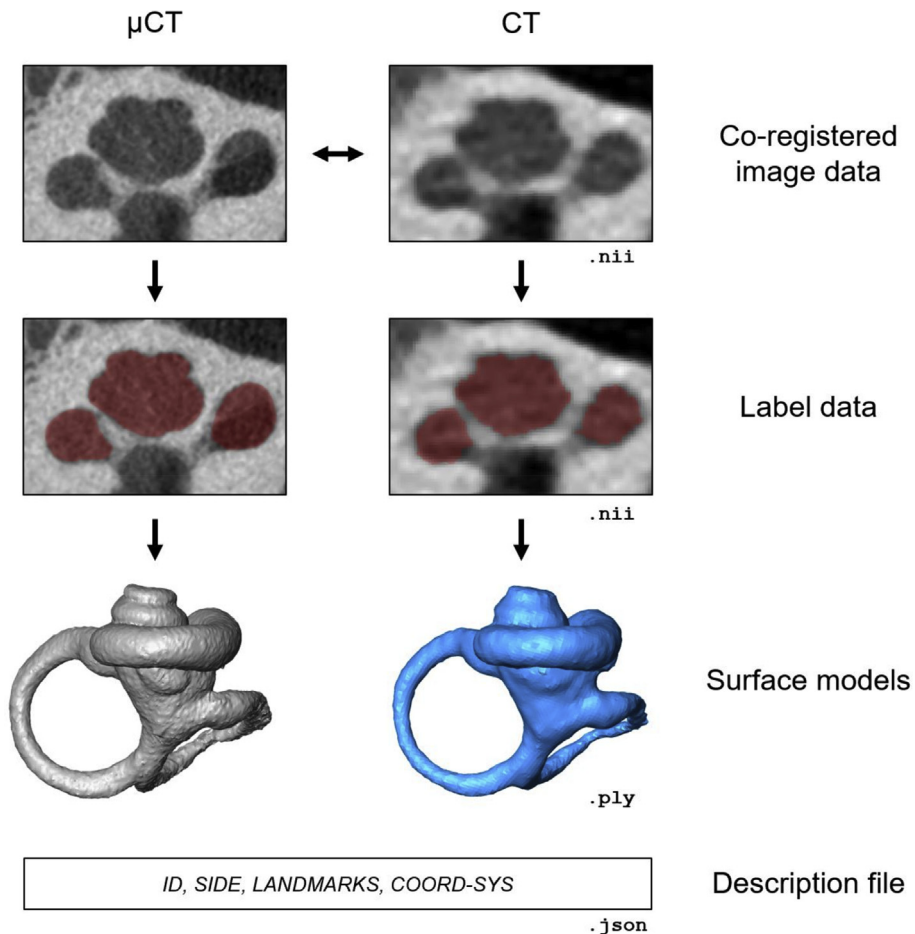 µCT
CT
Co-registered
image data
.nii
Label data
.nii
Surface models
.ply
ID, SIDE, LANDMARKS, COORD-SYS
Description file
.json